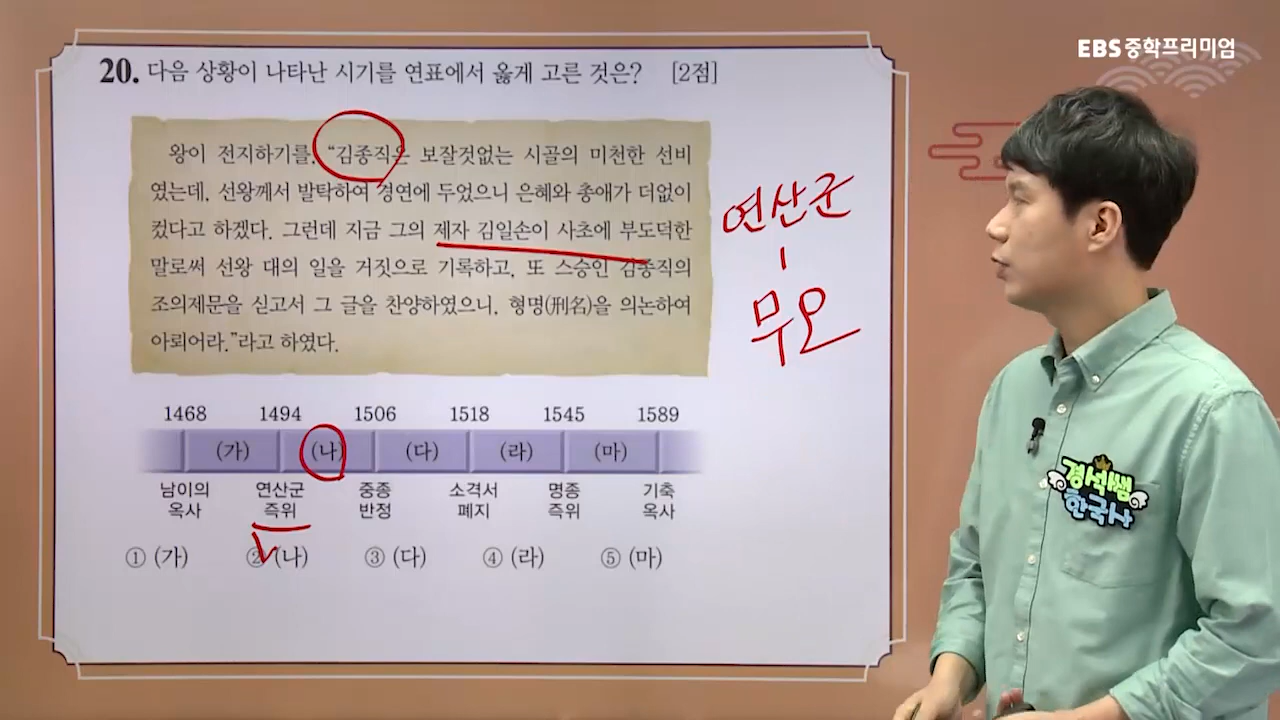 EBS 중학프리미엄
20. 다음 상황이 나타난 시기를 연표에서 옳게 고른 것은? [2점]
왕이 전지하기를, "김종직은 보잘것없는 시골의 미천한 선비
였는데, 선왕께서 발탁하여 경연에 두었으니 은혜와 총애가 더없이
컸다고 하겠다. 그런데 지금 그의 제자 김일손이 사초에 부도덕한
말로써 선왕 대의 일을 거짓으로 기록하고, 또 스승인 김종직의
조의제문을 싣고서 그 글을 찬양하였으니, 형명(刑名)을 의논하여
아뢰어라."라고 하였다.
연산군
무오
1468 1494 1506 1518 1545 1589
(가) (나) (다) (라) (마)
남이의 연산군 중종 소격서 명종 기축
옥사 즉위 반정 폐지 즉위 옥사
① (가) ② (나) ③ (다) ④ (라) ⑤ (마)
경석쌤
한국사